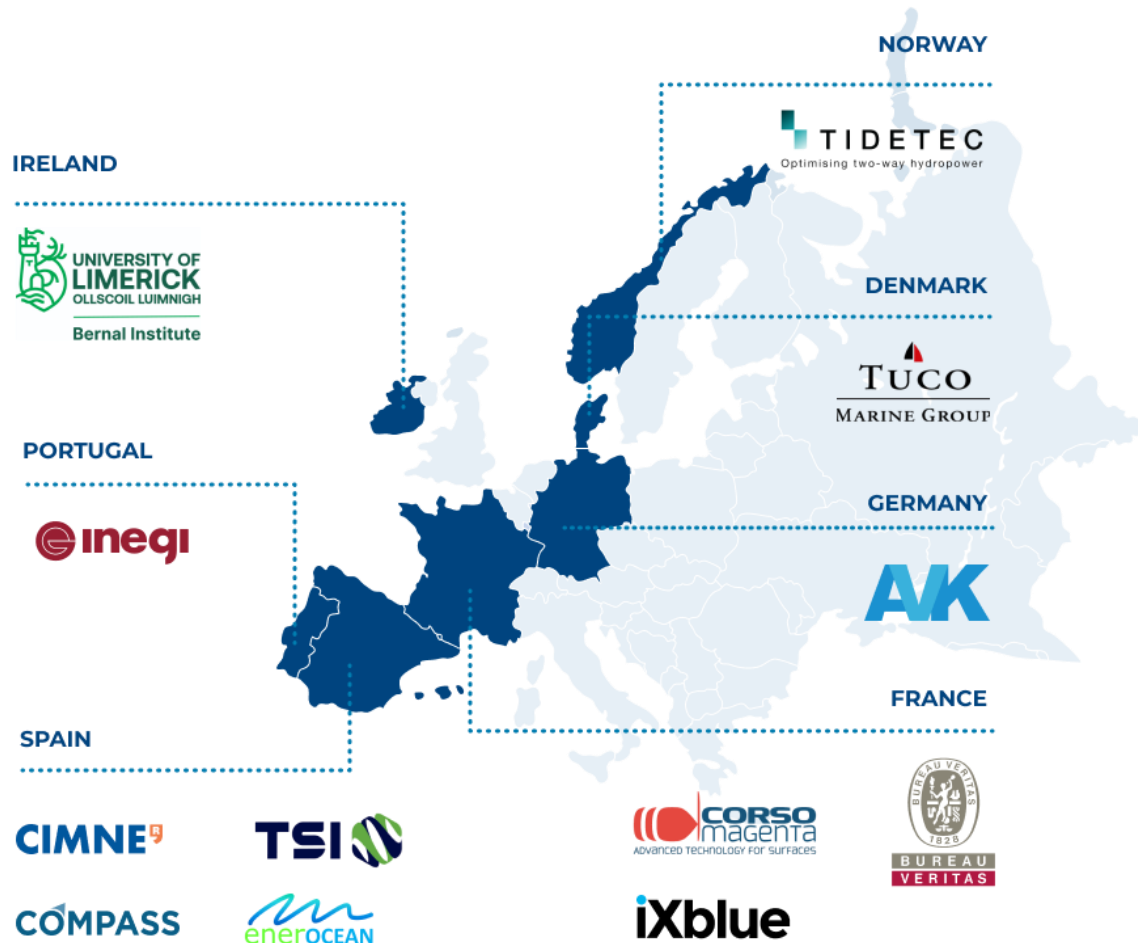 NORWAY
TIDETEC
Optimising two-way hydropower
IRELAND
UNIVERSITY OF
LIMERICK
OLLSCOIL LUIMNIGH
Bernal Institute
DENMARK
TUCO
MARINE GROUP
PORTUGAL
inegi
GERMANY
AVK
FRANCE
SPAIN
CIMNE
R
TSI
CORSO
magenta
ADVANCED TECHNOLOGY FOR SURFACES
BUREAU VERITAS
1828
BUREAU
VERITAS
COMPASS
enerOCEAN
iXblue